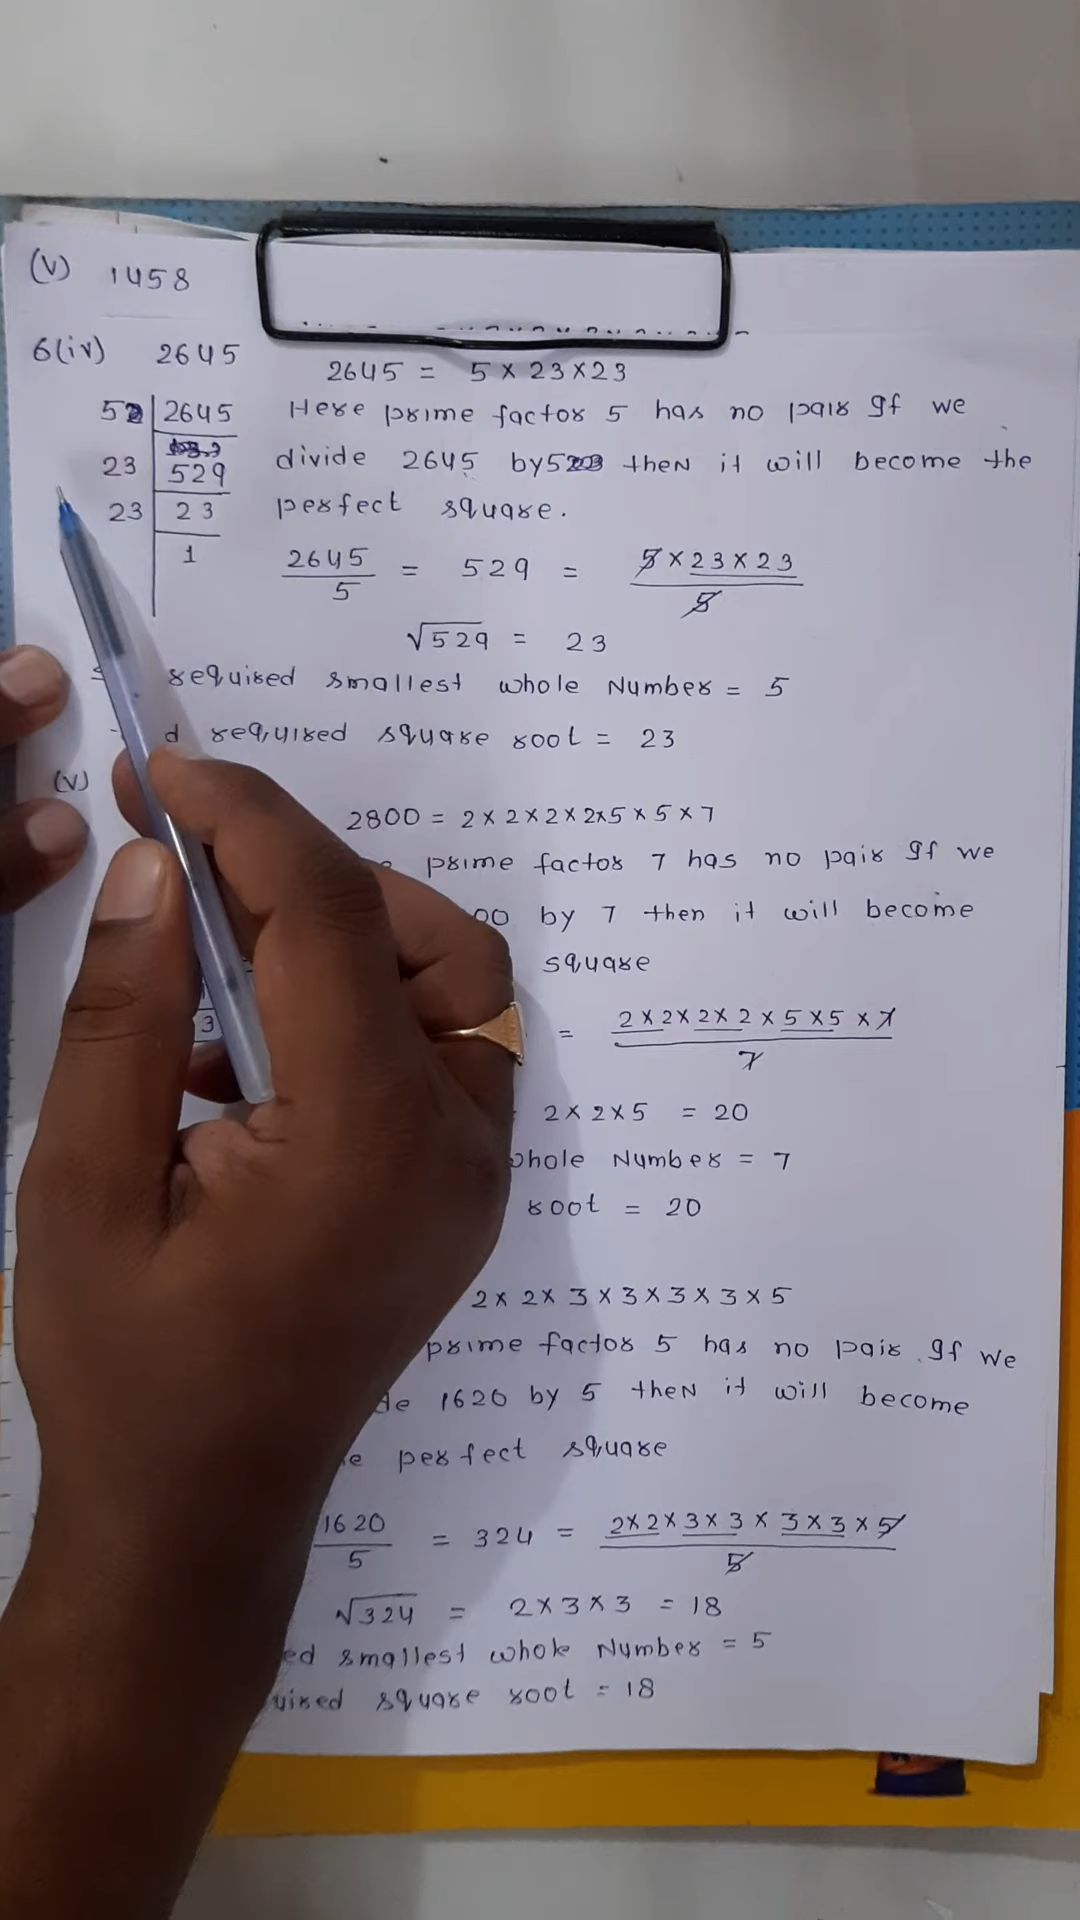 (V) 1458
6(iv) 2645
2645 = 5 × 23 × 23
5 | 2645
Here prime factor 5 has no pair If we
23 | 529
divide 2645 by 5 then it will become the
23 | 23
perfect square.
1
2645/5 = 529 = 5 × 23 × 23/5
√529 = 23
required smallest whole Number = 5
required square root = 23
(V)
2800 = 2 × 2 × 2 × 2 × 5 × 5 × 7
prime factor 7 has no pair If we
00 by 7 then it will become
square
3
= 2 × 2 × 2 × 2 × 5 × 5 × 7/7
2 × 2 × 5 = 20
whole Number = 7
root = 20
2 × 2 × 3 × 3 × 3 × 3 × 5
prime factor 5 has no pair. If we
de 1620 by 5 then it will become
e perfect square
1620/5 = 324 = 2 × 2 × 3 × 3 × 3 × 3 × 5/5
√324 = 2 × 3 × 3 = 18
ed smallest whole Number = 5
uired square root = 18